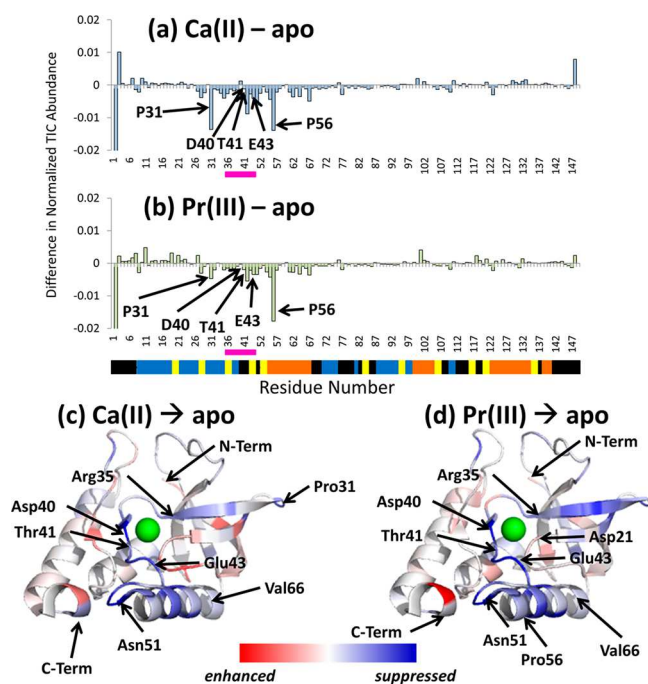 (a) Ca(II) – apo
Difference in Normalized TIC Abundance
0.02
0.01
0
-0.01
-0.02
P31
D40
T41
E43
P56
1 6 11 16 21 26 31 36 41 46 51 57 62 67 72 77 82 87 92 97 102 107 112 117 122 127 132 137 142 147
(b) Pr(III) – apo
0.02
0.01
0
-0.01
-0.02
P31
D40
T41
E43
P56
1 6 11 16 21 26 31 36 41 46 51 57 62 67 72 77 82 87 92 97 102 107 112 117 122 127 132 137 142 147
Residue Number
(c) Ca(II) → apo
N-Term
Arg35
Asp40
Thr41
Pro31
Glu43
Val66
Asn51
C-Term
(d) Pr(III) → apo
N-Term
Arg35
Asp40
Thr41
Asp21
Glu43
C-Term
Asn51
Pro56
Val66
enhanced
suppressed